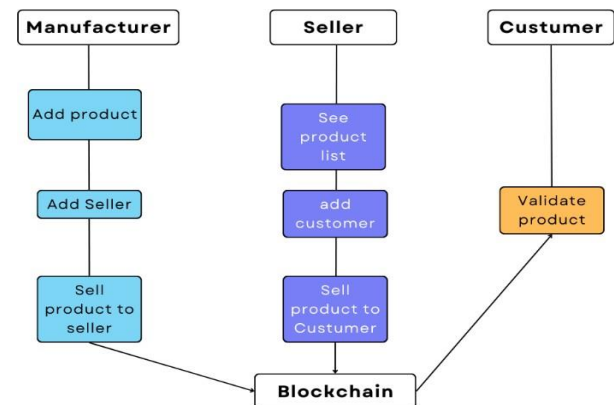 Manufacturer
Seller
Custumer
Add product
See
product
list
Add Seller
add
customer
Validate
product
Sell
product to
seller
Sell
product to
Custumer
Blockchain